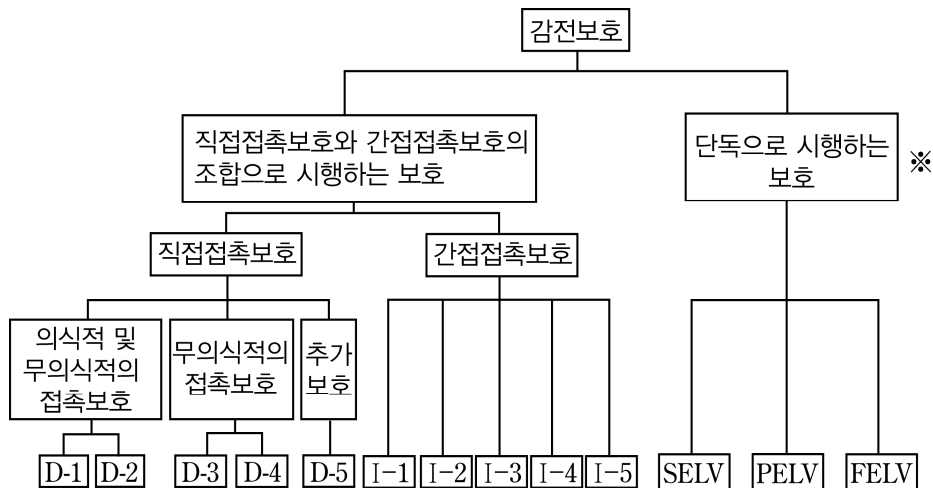 감전보호
직접접촉보호와 간접접촉보호의
조합으로 시행하는 보호
단독으로 시행하는
보호
※
직접접촉보호
간접접촉보호
의식적 및
무의식적의
접촉보호
무의식적의
접촉보호
추가
보호
D-1
D-2
D-3
D-4
D-5
I-1
I-2
I-3
I-4
I-5
SELV
PELV
FELV